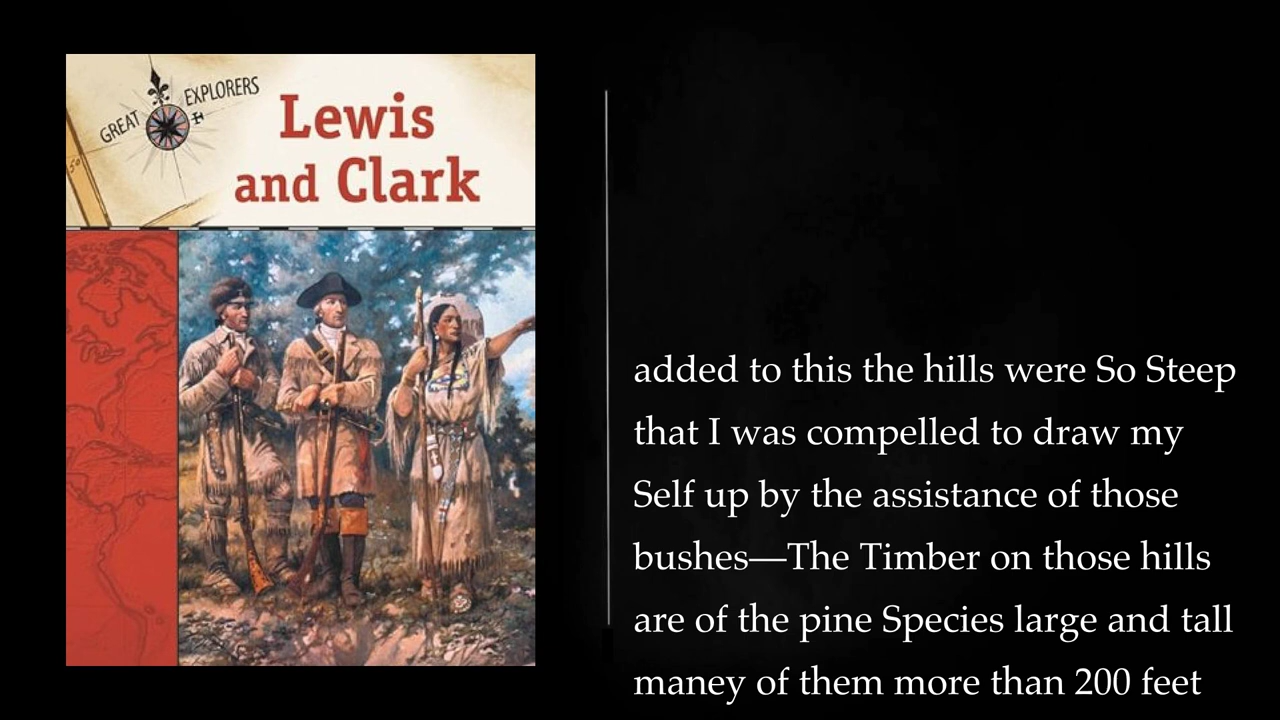 GREAT EXPLORERS
Lewis
and Clark
added to this the hills were So Steep
that I was compelled to draw my
Self up by the assistance of those
bushes—The Timber on those hills
are of the pine Species large and tall
maney of them more than 200 feet